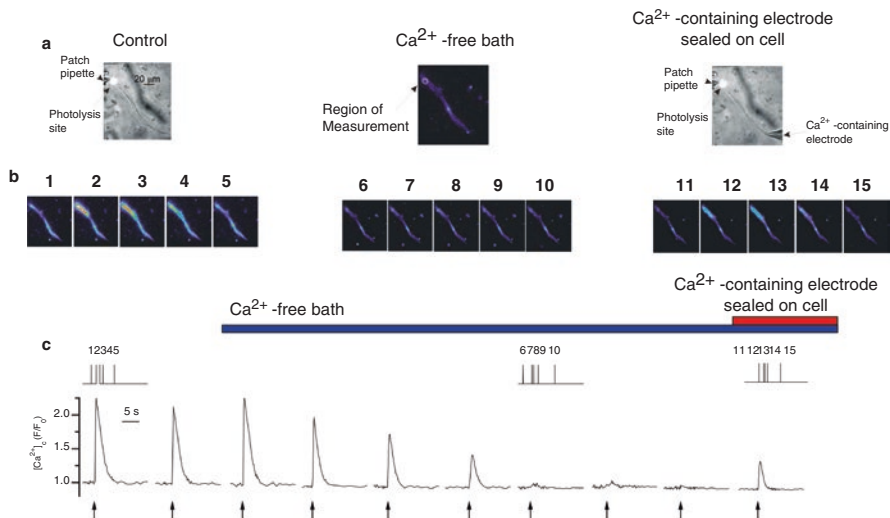 a
Control
Ca2+ -free bath
Ca2+ -containing electrode
sealed on cell
Patch
pipette
20 µm
Photolysis
site
Region of
Measurement
Patch
pipette
Photolysis
site
Ca2+ -containing
electrode
b
1 2 3 4 5
6 7 8 9 10
11 12 13 14 15
Ca2+ -free bath
Ca2+ -containing electrode
sealed on cell
c
12345
6789 10
11 121314 15
5 s
[Ca2+]c (F/F0)
2.0
1.5
1.0